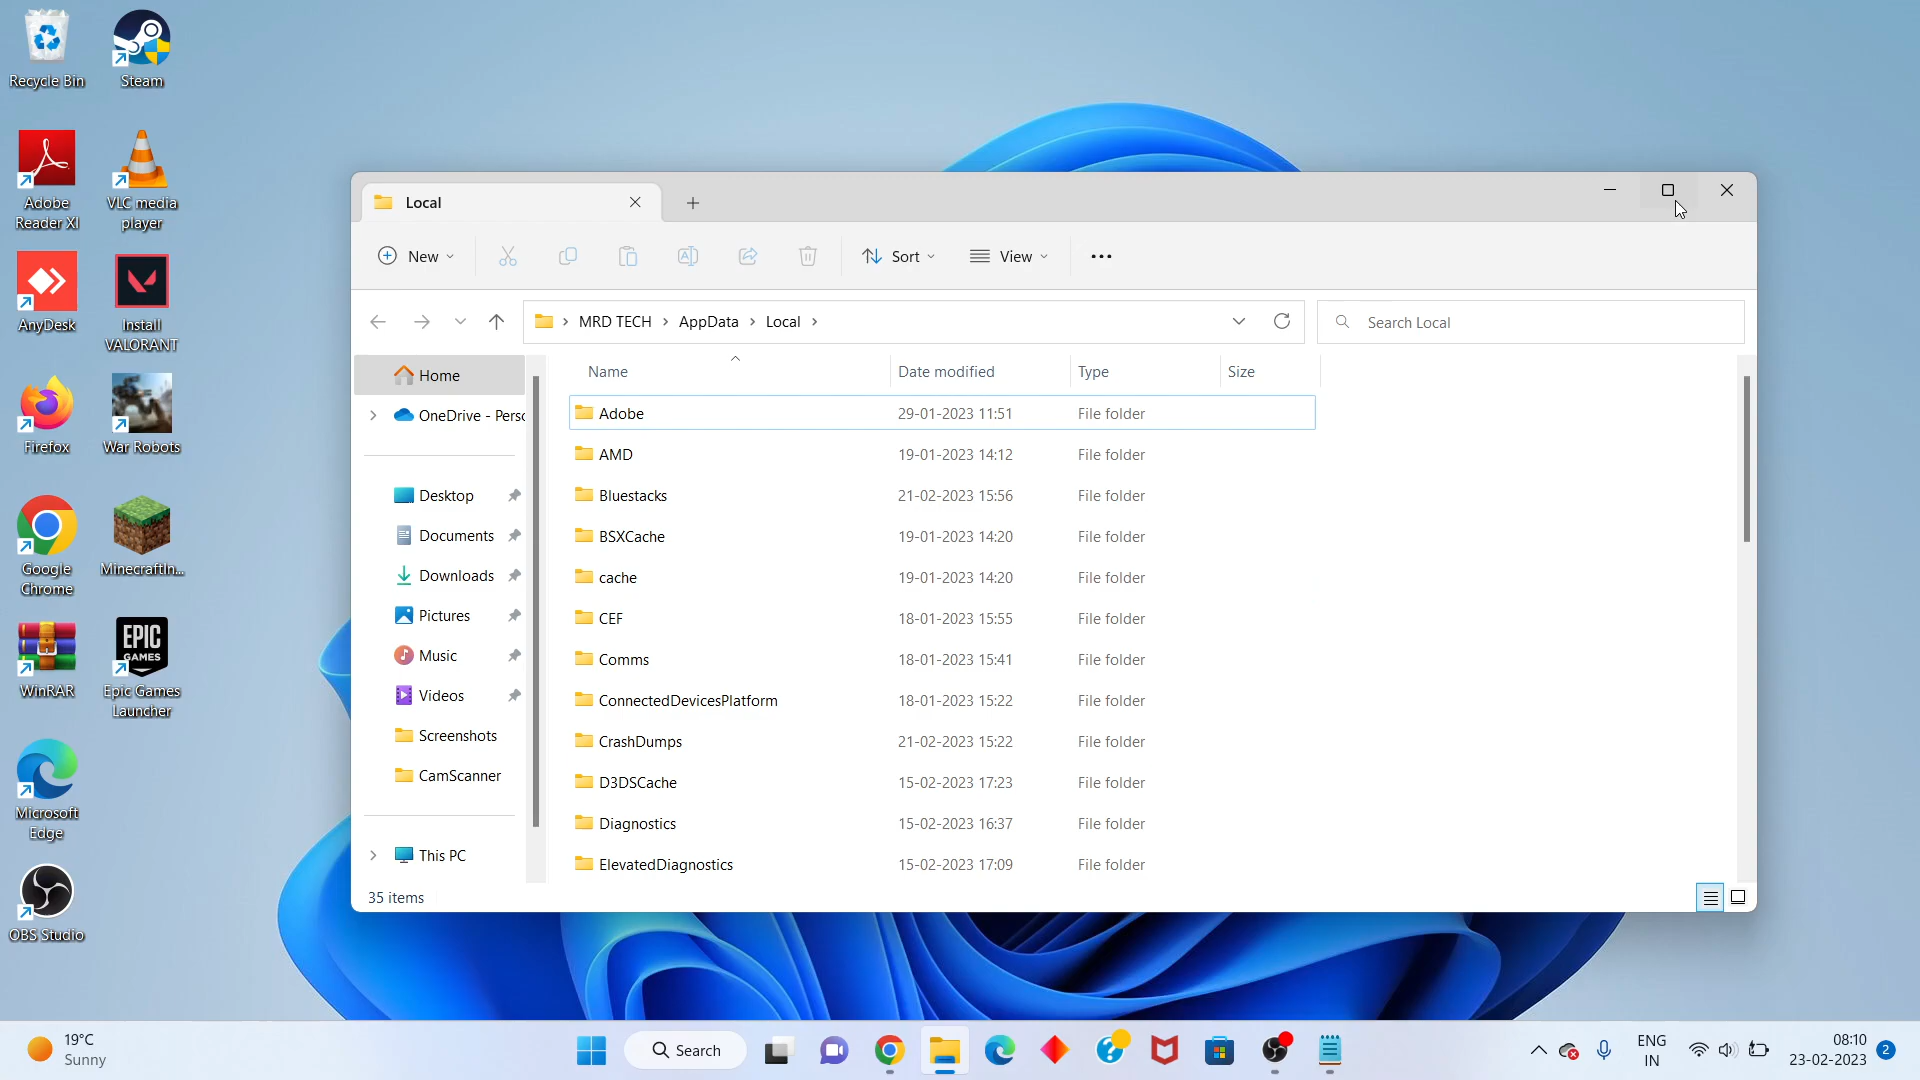 Recycle Bin
Steam
Adobe
Reader XI
VLC media
player
AnyDesk
Install
VALORANT
Firefox
War Robots
Google
Chrome
MinecraftIn...
WinRAR
EPIC
GAMES
Epic Games
Launcher
Microsoft
Edge
OBS Studio
Local
New
Sort
View
MRD TECH > AppData > Local >
Search Local
Home
OneDrive - Perso
Desktop
Documents
Downloads
Pictures
Music
Videos
Screenshots
CamScanner
This PC
Name Date modified Type Size
Adobe 29-01-2023 11:51 File folder
AMD 19-01-2023 14:12 File folder
Bluestacks 21-02-2023 15:56 File folder
BSXCache 19-01-2023 14:20 File folder
cache 19-01-2023 14:20 File folder
CEF 18-01-2023 15:55 File folder
Comms 18-01-2023 15:41 File folder
ConnectedDevicesPlatform 18-01-2023 15:22 File folder
CrashDumps 21-02-2023 15:22 File folder
D3DSCache 15-02-2023 17:23 File folder
Diagnostics 15-02-2023 16:37 File folder
ElevatedDiagnostics 15-02-2023 17:09 File folder
35 items
19°C
Sunny
Search
ENG
IN
08:10
23-02-2023
2